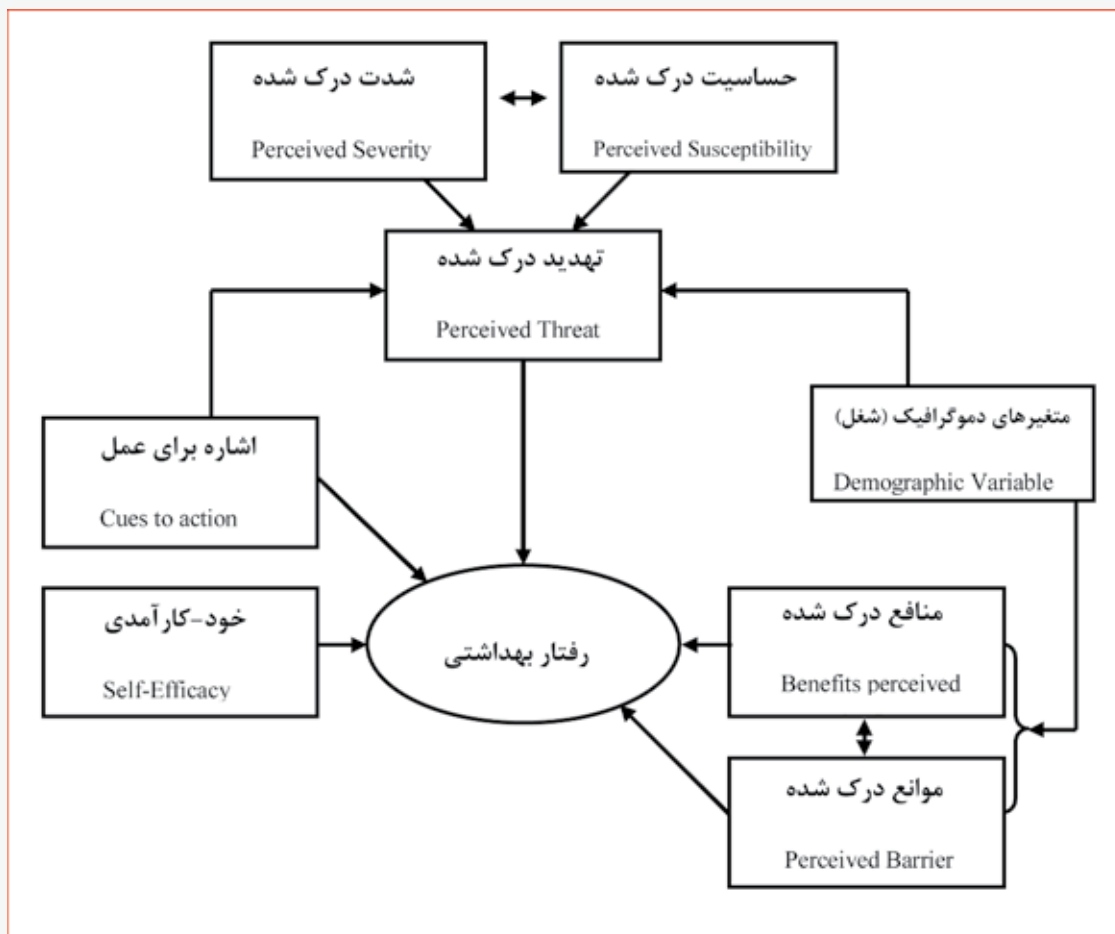 شدت درک شده
Perceived Severity
حساسیت درک شده
Perceived Susceptibility
تهدید درک شده
Perceived Threat
اشاره برای عمل
Cues to action
متغیرهای دموگرافیک (شغل)
Demographic Variable
خود-کارآمدی
Self-Efficacy
رفتار بهداشتی
منافع درک شده
Benefits perceived
موانع درک شده
Perceived Barrier